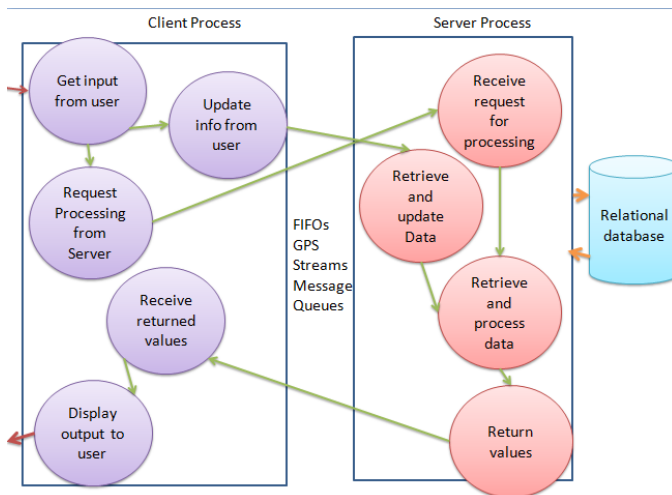 Client Process
Server Process
Get input
from user
Update
info from
user
Request
Processing
from
Server
Receive
returned
values
Display
output to
user
FIFOs
GPS
Streams
Message
Queues
Receive
request
for
processing
Retrieve
and
update
Data
Retrieve
and
process
data
Return
values
Relational
database